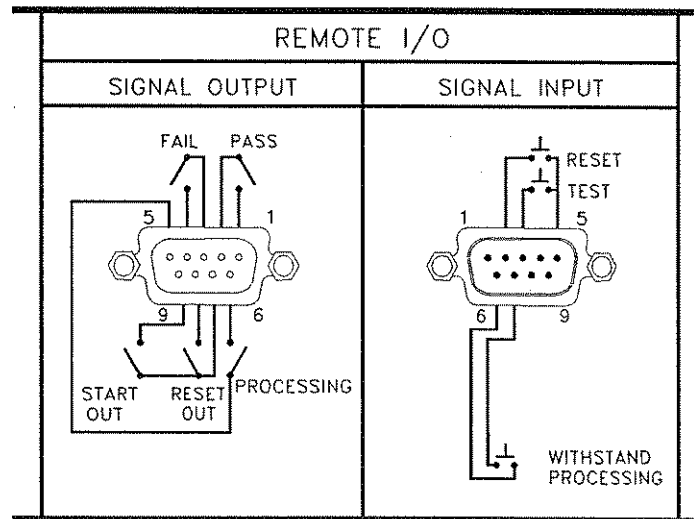 REMOTE I/O
SIGNAL OUTPUT
SIGNAL INPUT
FAIL PASS
5 1
9 6
START OUT
RESET OUT
PROCESSING
RESET
TEST
1 5
6 9
WITHSTAND
PROCESSING